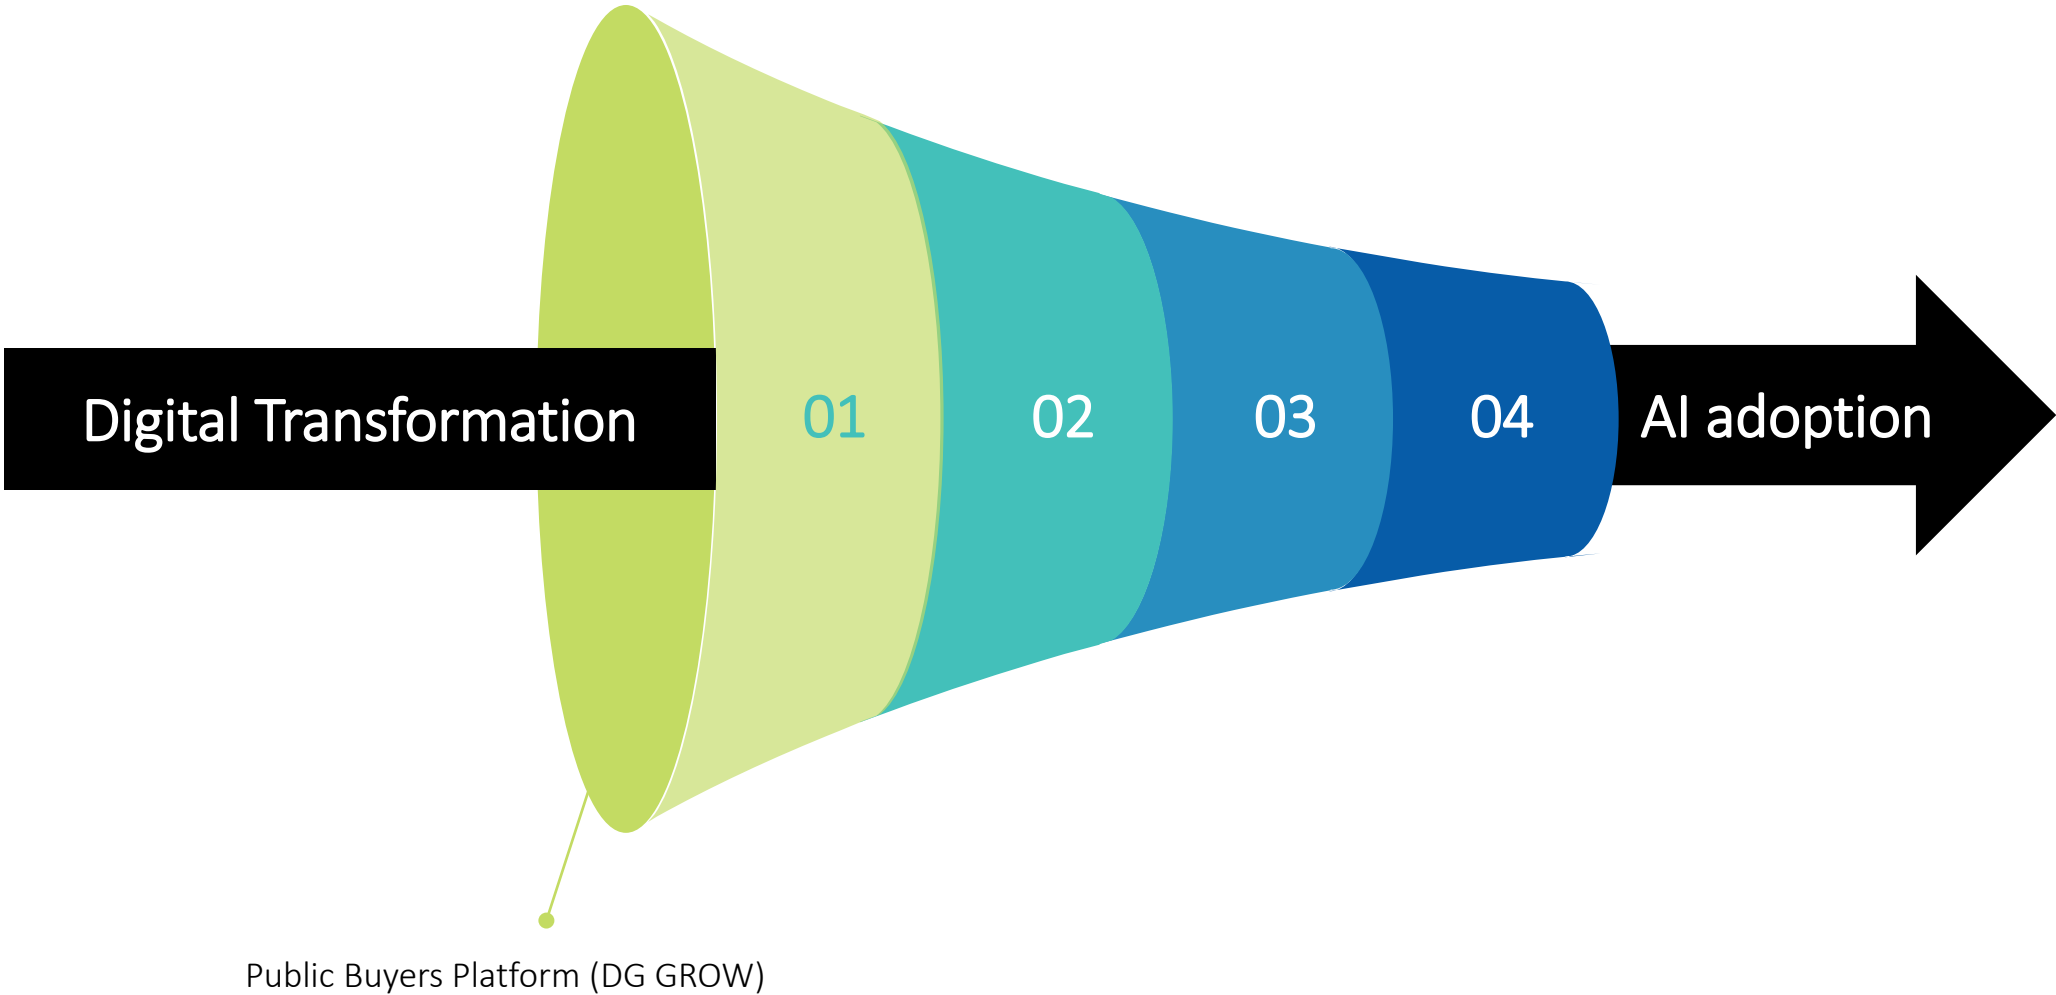 Digital Transformation
01
02
03
04
AI adoption
Public Buyers Platform (DG GROW)